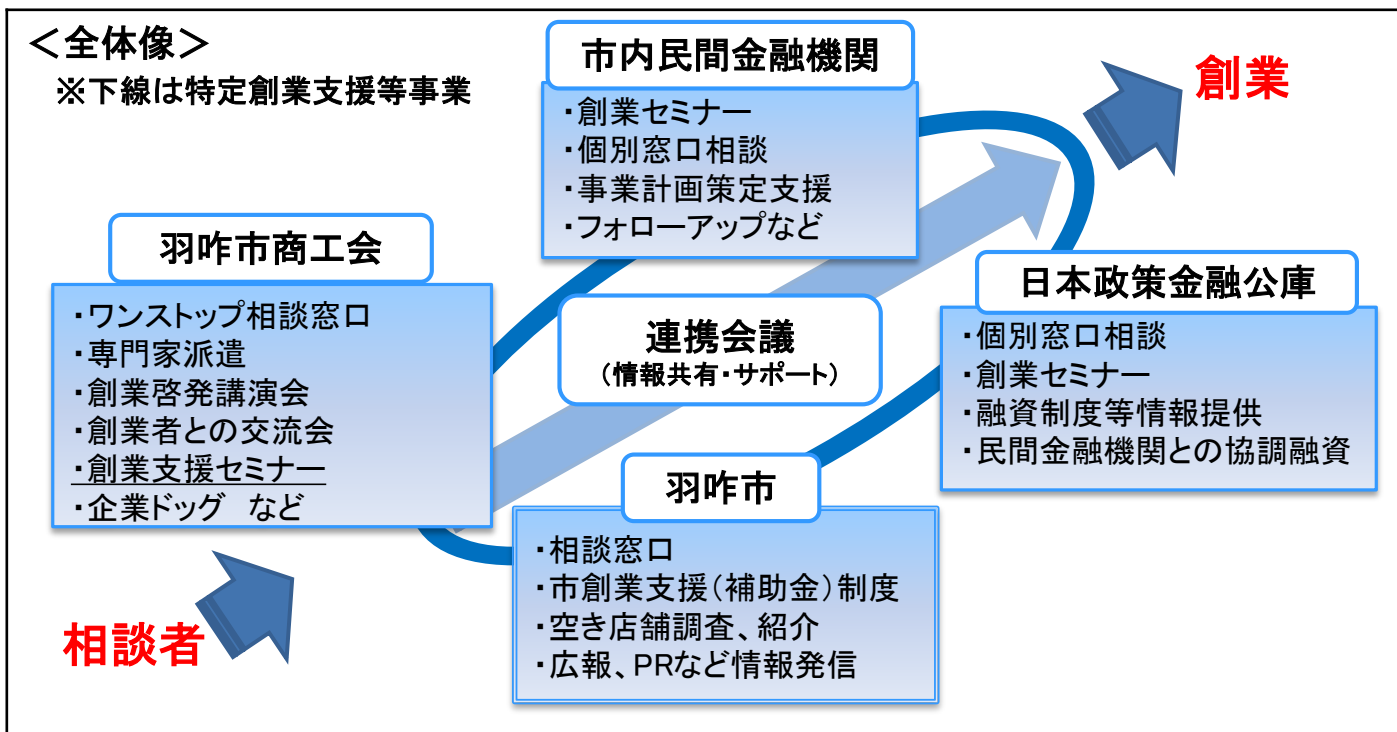 ＜全体像＞
※下線は特定創業支援等事業
市内民間金融機関
・創業セミナー
・個別窓口相談
・事業計画策定支援
・フォローアップなど
創業
羽咋市商工会
・ワンストップ相談窓口
・専門家派遣
・創業啓発講演会
・創業者との交流会
・創業支援セミナー
・企業ドッグ　など
連携会議
（情報共有・サポート）
日本政策金融公庫
・個別窓口相談
・創業セミナー
・融資制度等情報提供
・民間金融機関との協調融資
羽咋市
・相談窓口
・市創業支援（補助金）制度
・空き店舗調査、紹介
・広報、PRなど情報発信
相談者